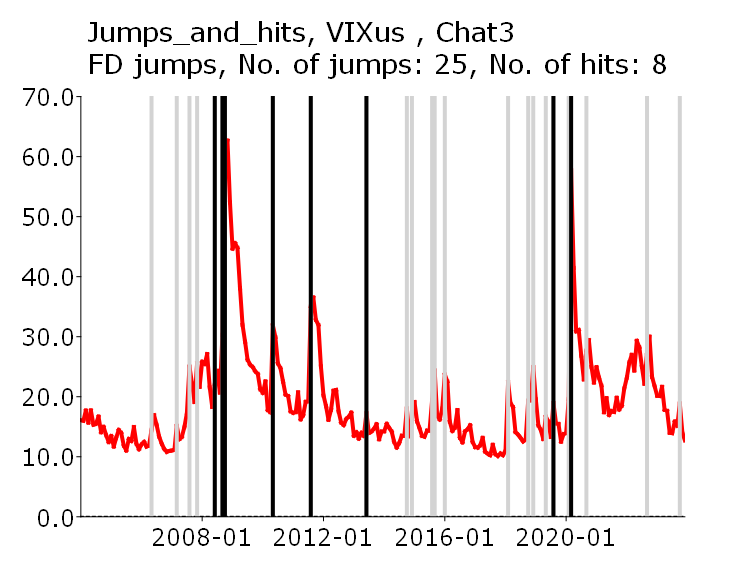 Jumps_and_hits, VIXus , Chat3
FD jumps, No. of jumps: 25, No. of hits: 8
70.0
60.0
50.0
40.0
30.0
20.0
10.0
0.0
2008-01 2012-01 2016-01 2020-01